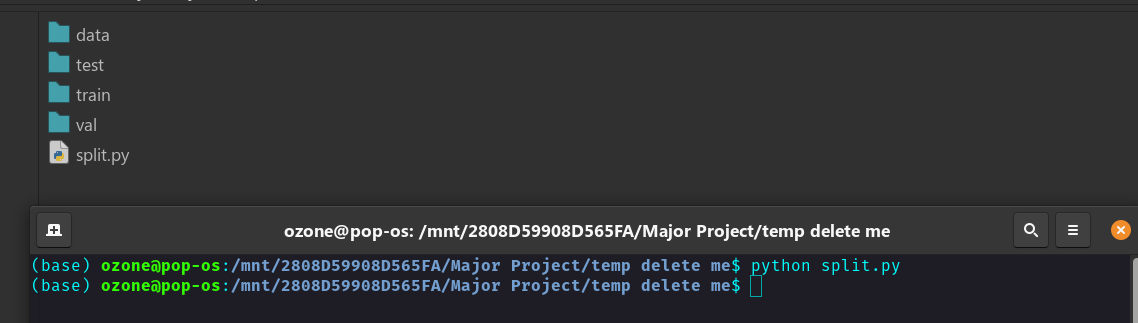 data
test
train
val
split.py
ozone@pop-os: /mnt/2808D59908D565FA/Major Project/temp delete me
(base) ozone@pop-os:/mnt/2808D59908D565FA/Major Project/temp delete me$ python split.py
(base) ozone@pop-os:/mnt/2808D59908D565FA/Major Project/temp delete me$